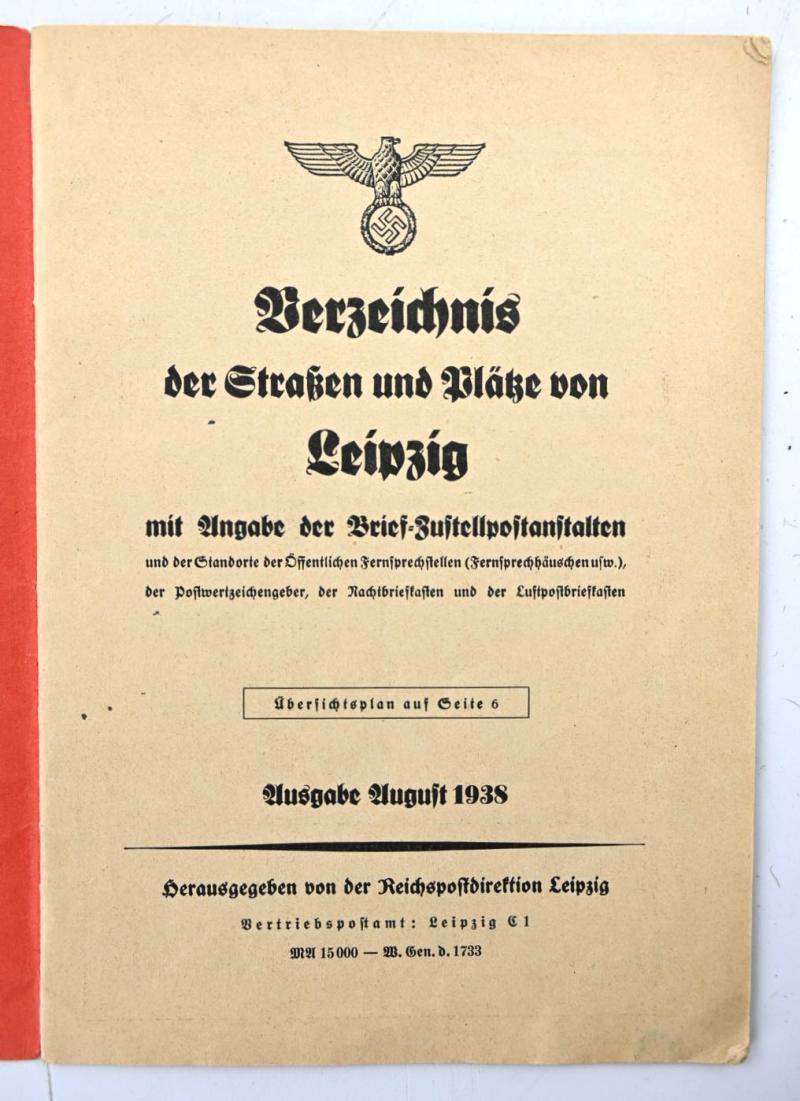 Verzeichnis
der Straßen und Plätze von
Leipzig
mit Angabe der Brief-Zustellpostanstalten
und der Standorte der Öffentlichen Fernsprechstellen (Fernsprechhäuschen usw.),
der Postwertzeichengeber, der Nachtbriefkasten und der Luftpostbriefkasten
Übersichtsplan auf Seite 6
Ausgabe August 1938
Herausgegeben von der Reichspostdirektion Leipzig
Vertriebspostamt: Leipzig C 1
MA 15 000 — W. Gen. d. 1733